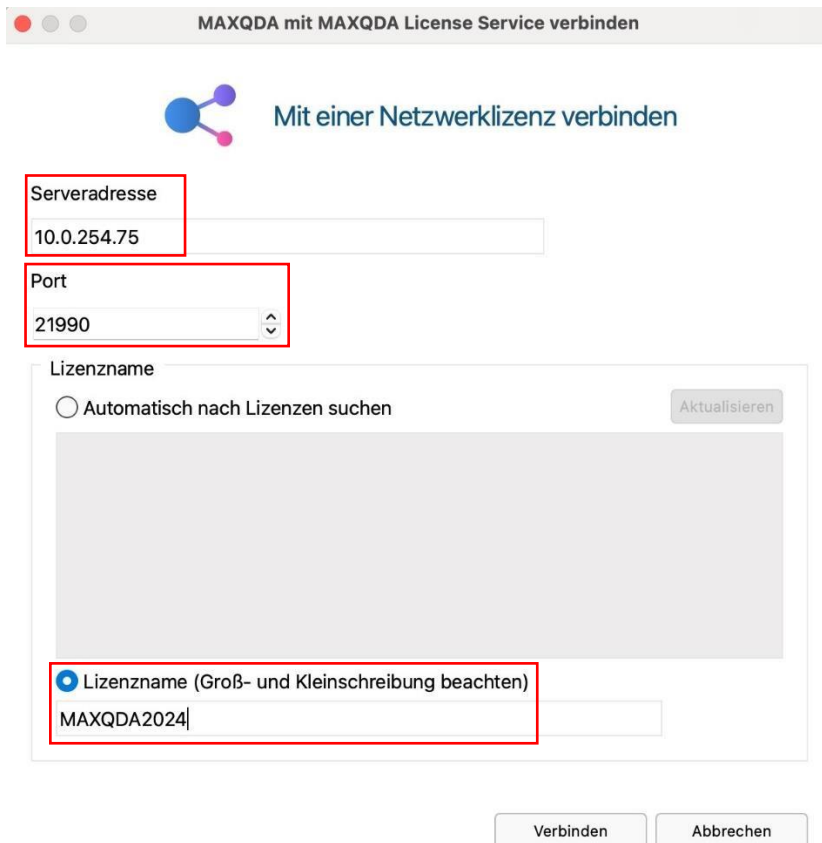 MAXQDA mit MAXQDA License Service verbinden
Mit einer Netzwerklizenz verbinden
Serveradresse
10.0.254.75
Port
21990
Lizenzname
Automatisch nach Lizenzen suchen
Aktualisieren
Lizenzname (Groß- und Kleinschreibung beachten)
MAXQDA2024
Verbinden
Abbrechen